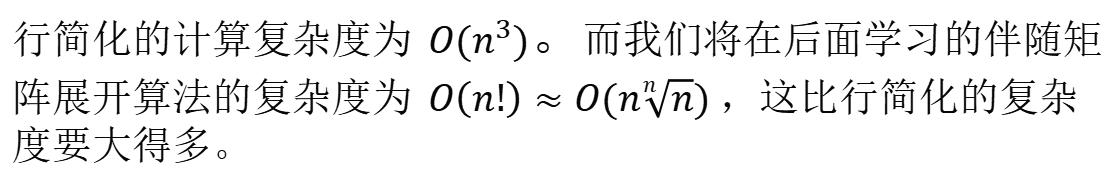 行简化的计算复杂度为 O(n³)。 而我们将在后面学习的伴随矩
阵展开算法的复杂度为 O(n!) ≈ O(n ⁿ√n) ，这比行简化的复杂
度要大得多。